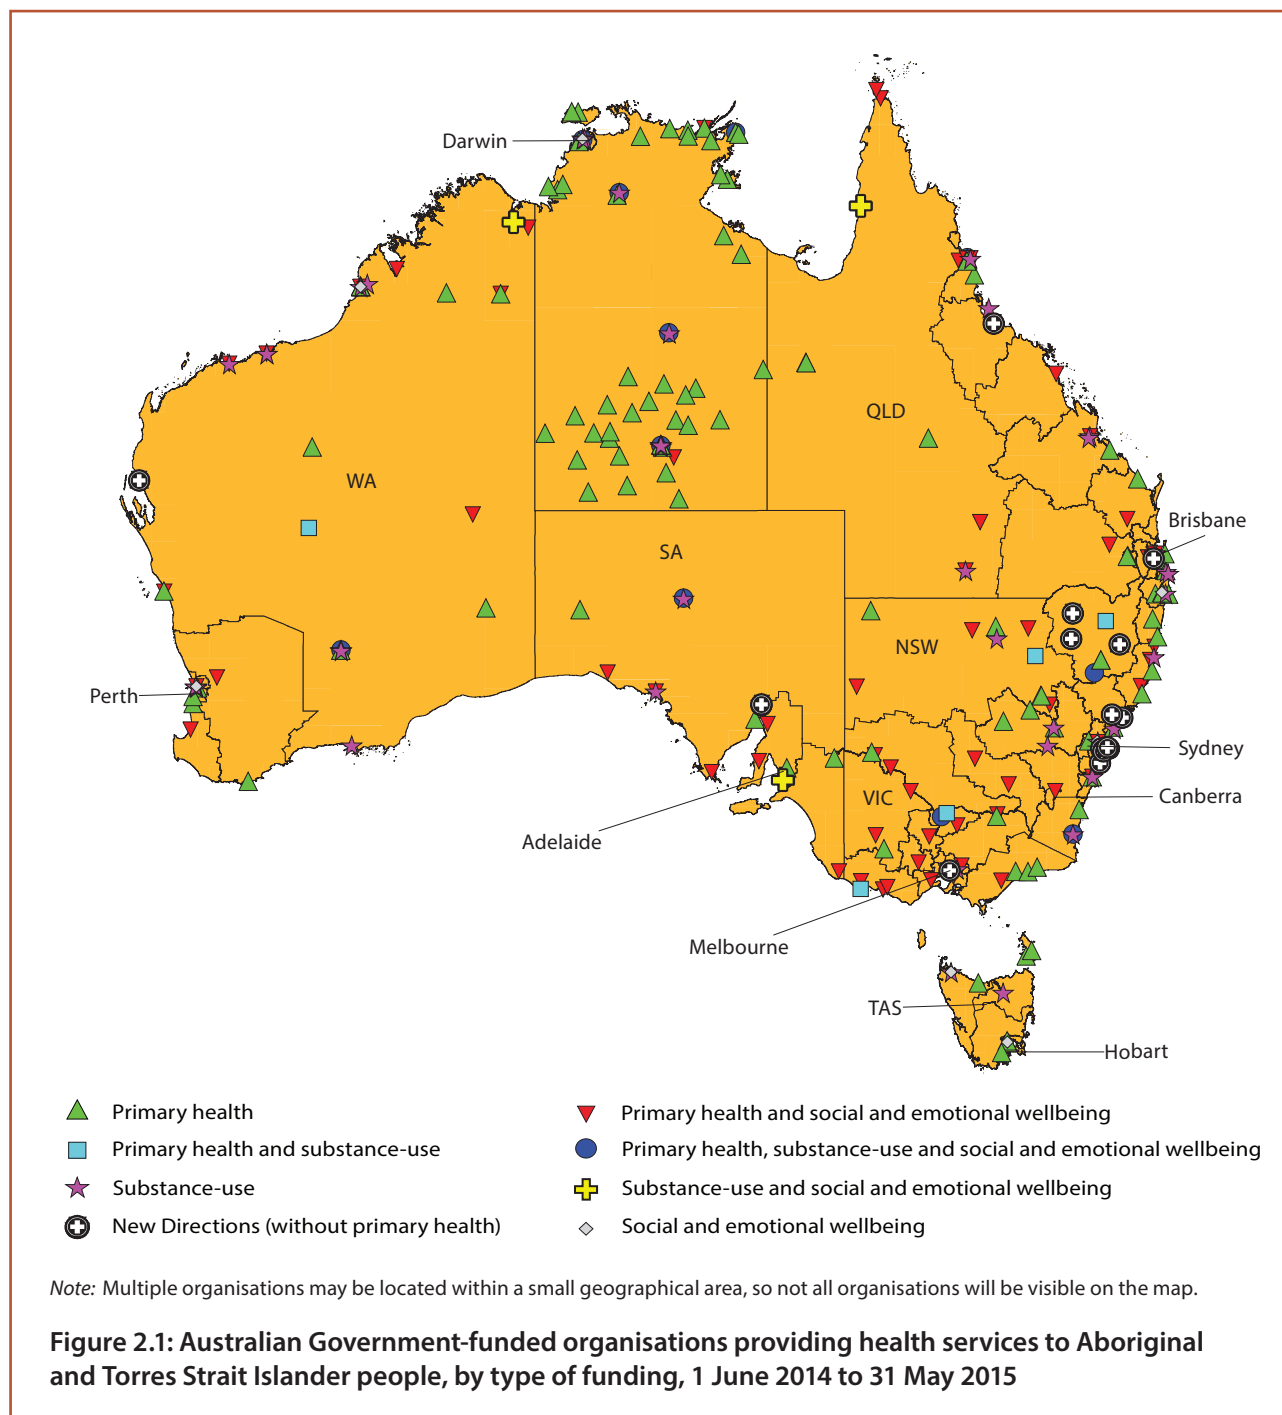 Darwin
QLD
WA
Brisbane
SA
NSW
Perth
Sydney
VIC
Canberra
Adelaide
Melbourne
TAS
Hobart
Primary health
Primary health and social and emotional wellbeing
Primary health and substance-use
Primary health, substance-use and social and emotional wellbeing
Substance-use
Substance-use and social and emotional wellbeing
New Directions (without primary health)
Social and emotional wellbeing
Note: Multiple organisations may be located within a small geographical area, so not all organisations will be visible on the map.
Figure 2.1: Australian Government-funded organisations providing health services to Aboriginal
and Torres Strait Islander people, by type of funding, 1 June 2014 to 31 May 2015